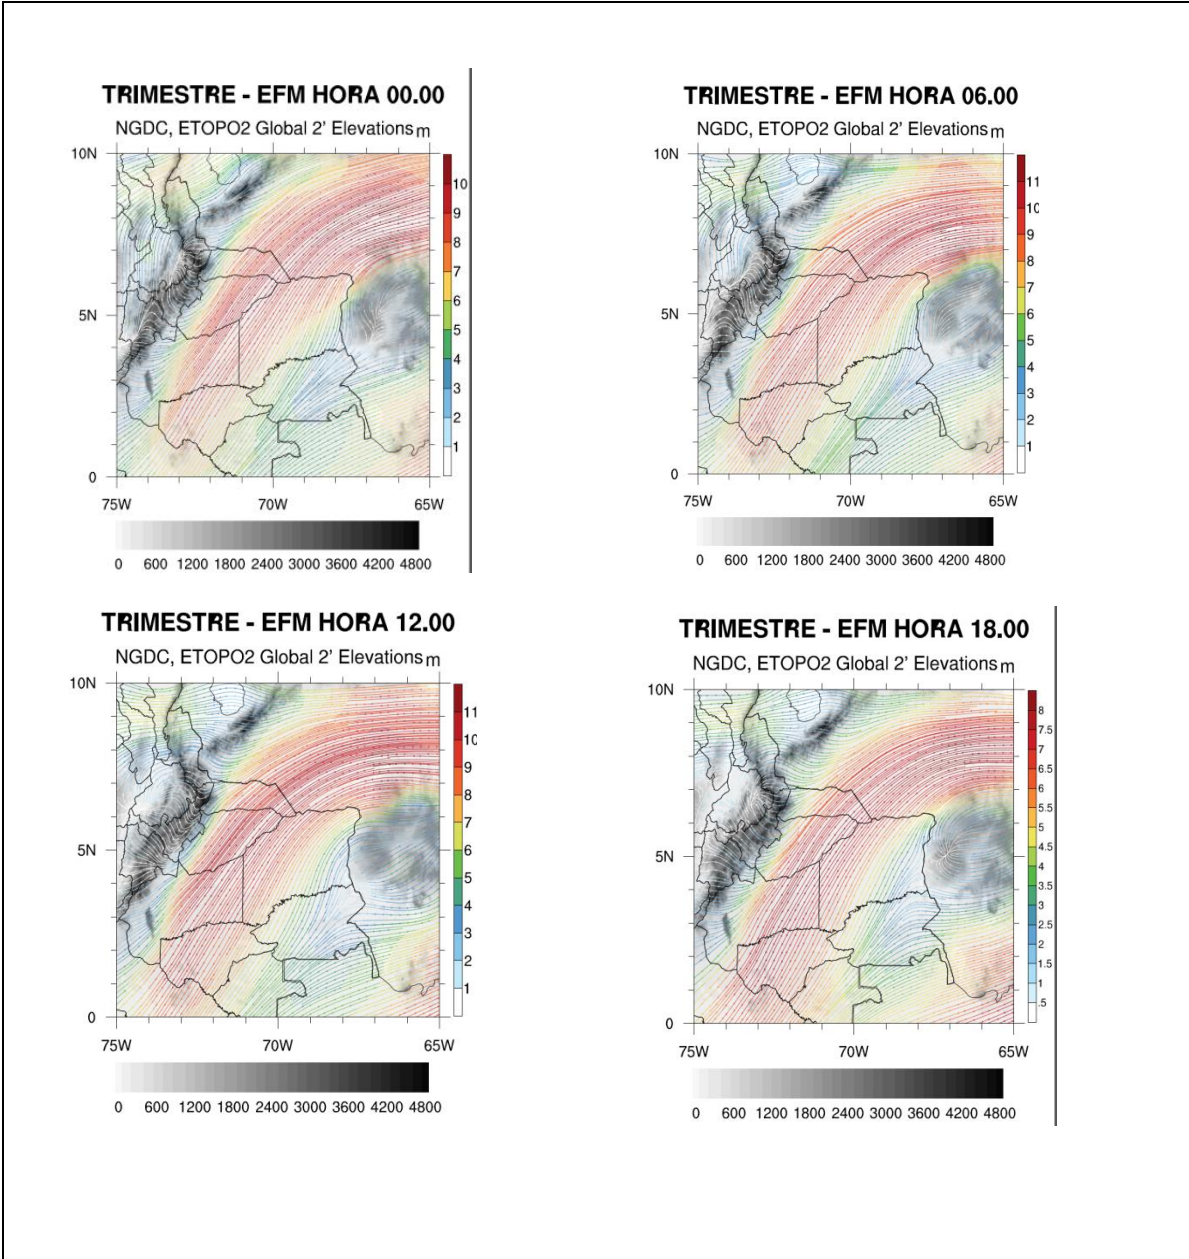 TRIMESTRE - EFM HORA 00.00
NGDC, ETOPO2 Global 2' Elevations m
10N
5N
0
75W 70W 65W
10
9
8
7
6
5
4
3
2
1
0 600 1200 1800 2400 3000 3600 4200 4800
TRIMESTRE - EFM HORA 06.00
NGDC, ETOPO2 Global 2' Elevations m
10N
5N
0
75W 70W 65W
11
10
9
8
7
6
5
4
3
2
1
0 600 1200 1800 2400 3000 3600 4200 4800
TRIMESTRE - EFM HORA 12.00
NGDC, ETOPO2 Global 2' Elevations m
10N
5N
0
75W 70W 65W
11
10
9
8
7
6
5
4
3
2
1
0 600 1200 1800 2400 3000 3600 4200 4800
TRIMESTRE - EFM HORA 18.00
NGDC, ETOPO2 Global 2' Elevations m
10N
5N
0
75W 70W 65W
8
7.5
7
6.5
6
5.5
5
4.5
4
3.5
3
2.5
2
1.5
1
.5
0 600 1200 1800 2400 3000 3600 4200 4800